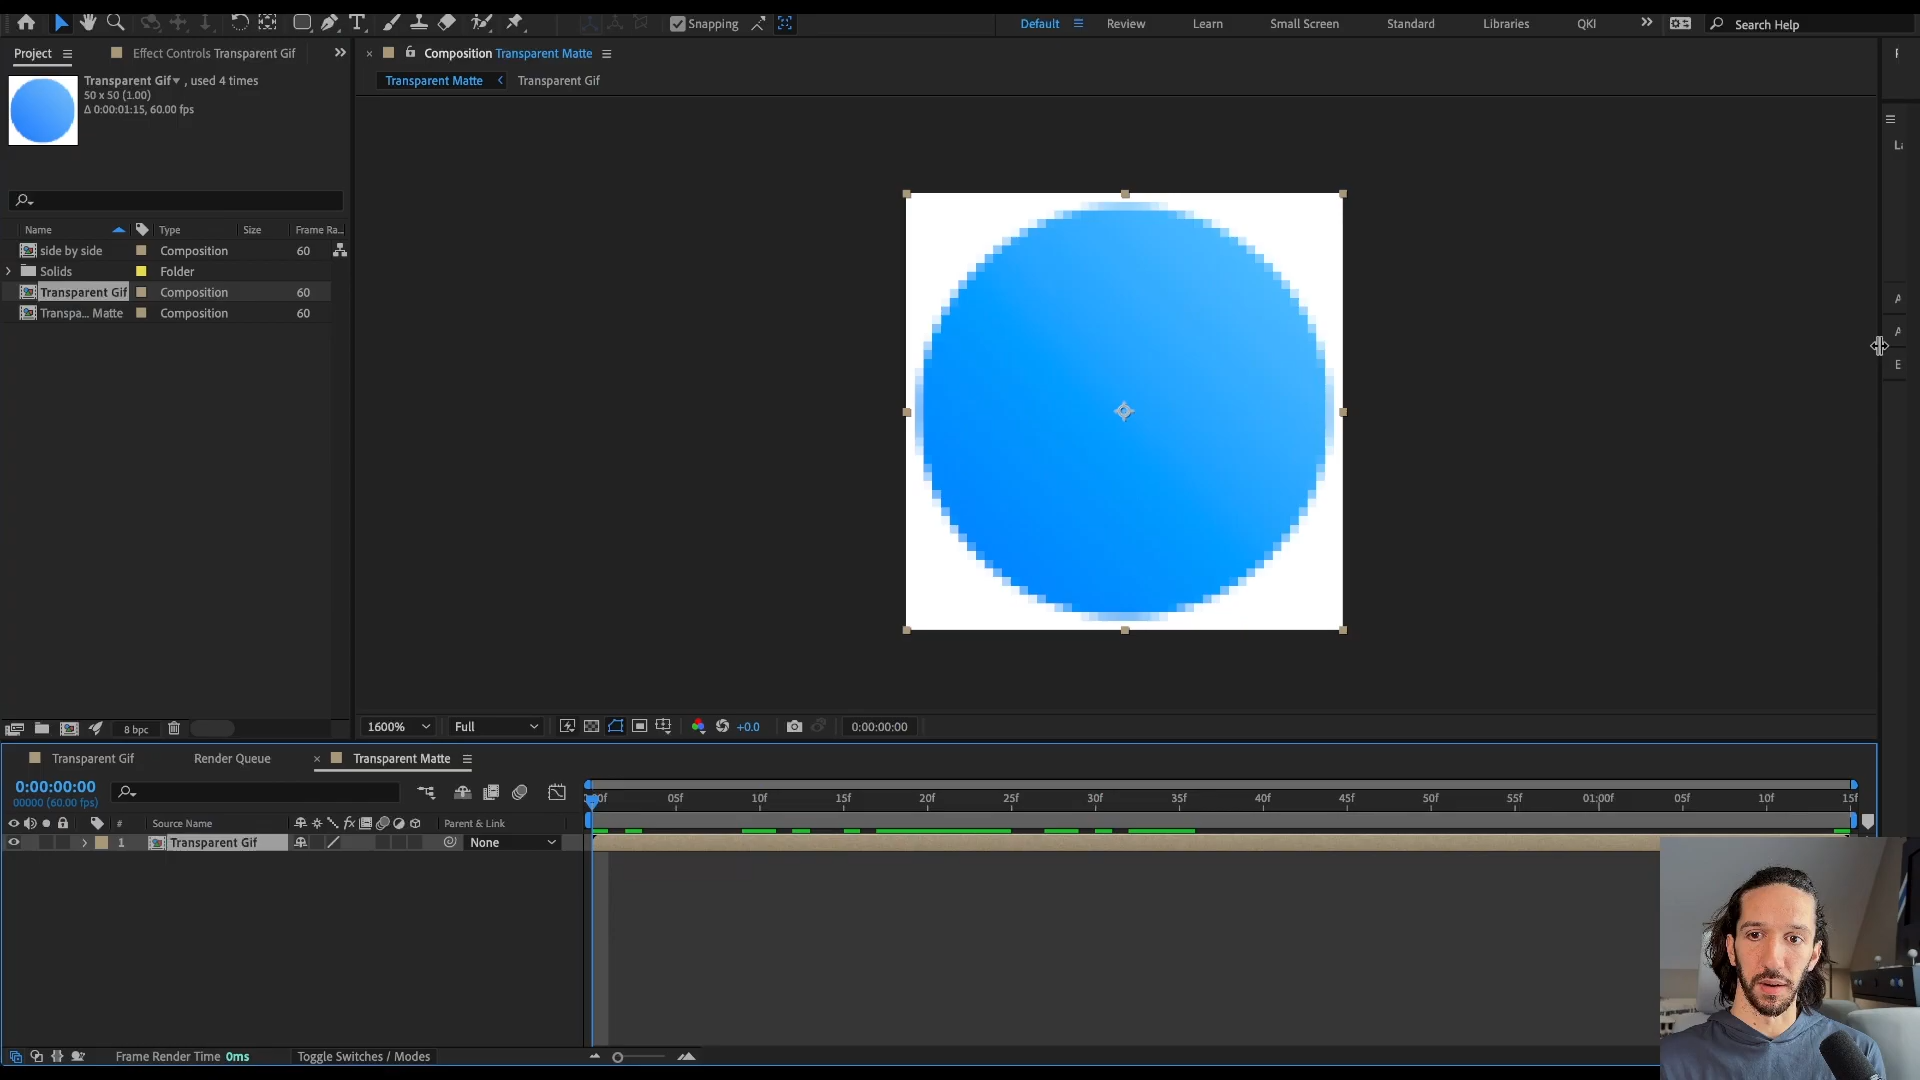 Snapping
Default
Review
Learn
Small Screen
Standard
Libraries
QKI
Search Help
Project
Effect Controls Transparent Gif
Composition Transparent Matte
Transparent Matte
Transparent Gif
Transparent Gif , used 4 times
50 x 50 (1.00)
Δ 0:00:01:15, 60.00 fps
Name
Type
Size
Frame Ra...
side by side
Composition
60
Solids
Folder
Transparent Gif
Composition
60
Transpa... Matte
Composition
60
8 bpc
1600%
Full
+0.0
0:00:00:00
Transparent Gif
Render Queue
Transparent Matte
0:00:00:00
00000 (60.00 fps)
05f
10f
15f
20f
25f
30f
35f
40f
45f
50f
55f
01:00f
05f
10f
15f
#
Source Name
fx
Parent & Link
1
Transparent Gif
None
Frame Render Time 0ms
Toggle Switches / Modes